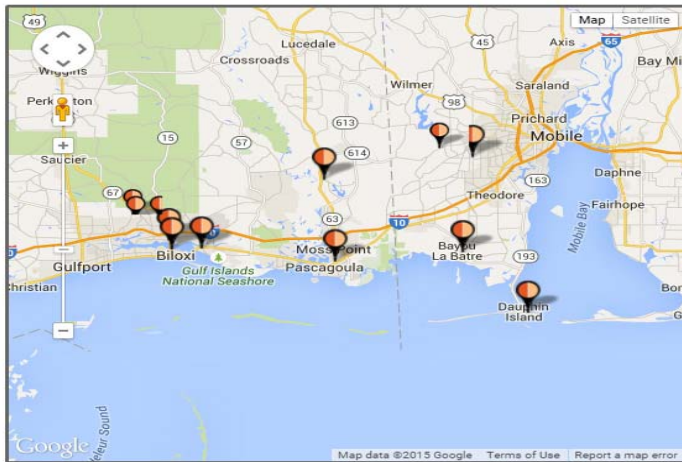 49
Map Satellite
Lucedale
45
Axis
65
Crossroads
Bay Mi
Wiggins
Wilmer
98
Saraland
Perkinston
Prichard
613
Mobile
15
57
Saucier
614
Daphne
67
Theodore
163
Fairhope
63
10
Mobile Bay
Moss Point
Bayou
La Batre
Gulfport
Biloxi
Gulf Islands
National Seashore
Pascagoula
193
Christian
Bor
Dauphin
Island
G
eleur Sound
Google
Map data ©2015 Google Terms of Use Report a map error